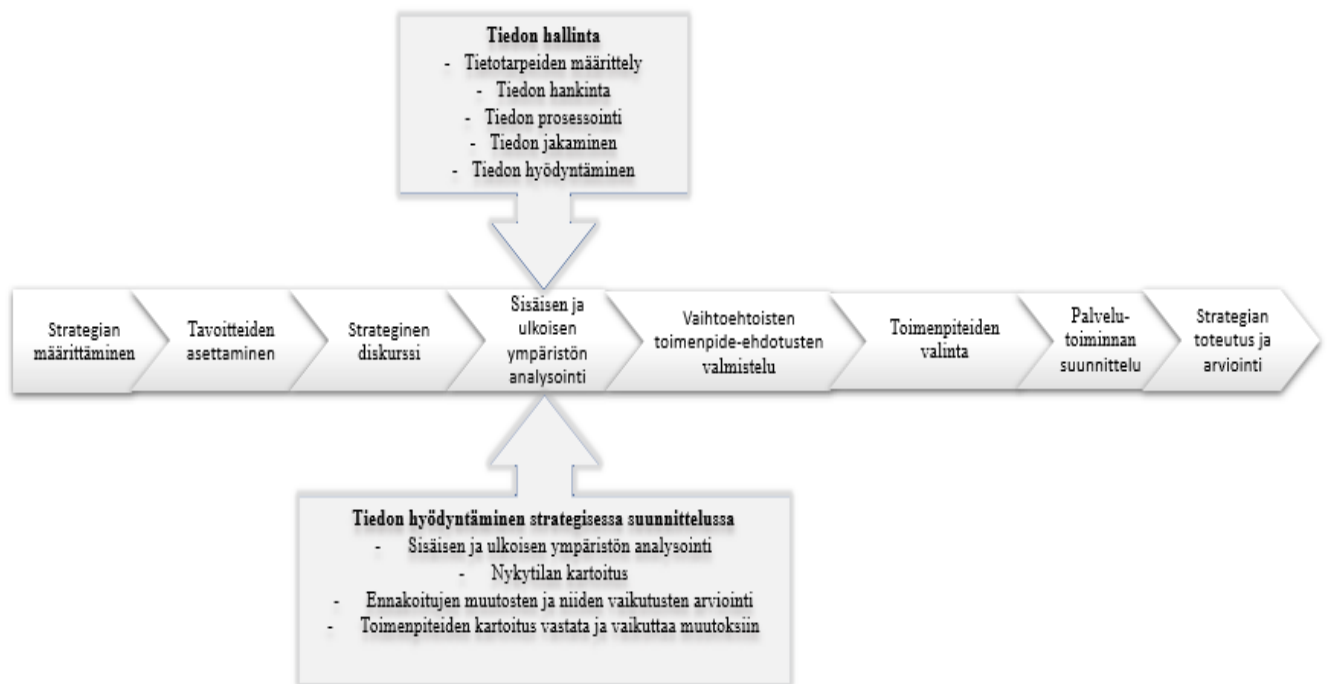 Tiedon hallinta
- Tietotarpeiden määrittely
- Tiedon hankinta
- Tiedon prosessointi
- Tiedon jakaminen
- Tiedon hyödyntäminen
Strategian
määrittäminen
Tavoitteiden
asettaminen
Strateginen
diskurssi
Sisäisen ja
ulkoisen
ympäristön
analysointi
Vaihtoehtoisten
toimenpide-ehdotusten
valmistelu
Toimenpiteiden
valinta
Palvelu-
toiminnan
suunnittelu
Strategian
toteutus ja
arviointi
Tiedon hyödyntäminen strategisessa suunnittelussa
- Sisäisen ja ulkoisen ympäristön analysointi
- Nykytilan kartoitus
- Ennakoitujen muutosten ja niiden vaikutusten arviointi
- Toimenpiteiden kartoitus vastata ja vaikuttaa muutoksiin